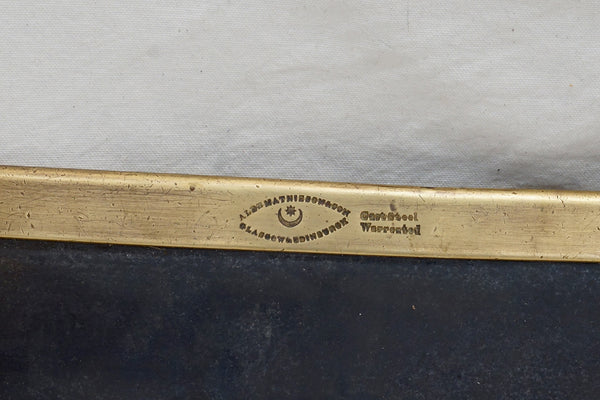 ALEX MATHIESON & SON
GLASGOW & EDINBURGH
Cast Steel
Warranted